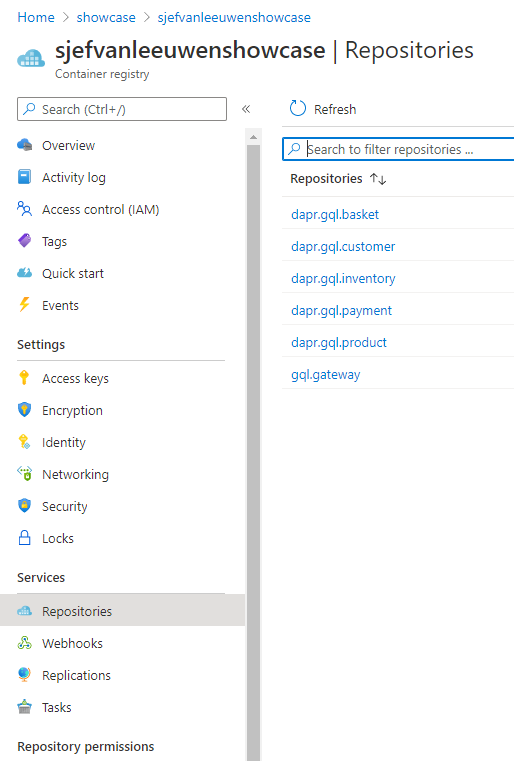 Home > showcase > sjefvanleeuwenshowcase
sjefvanleeuwenshowcase | Repositories
Container registry
Search (Ctrl+/)
«
Overview
Activity log
Access control (IAM)
Tags
Quick start
Events
Settings
Access keys
Encryption
Identity
Networking
Security
Locks
Services
Repositories
Webhooks
Replications
Tasks
Repository permissions
Refresh
Search to filter repositories ...
Repositories ↑↓
dapr.gql.basket
dapr.gql.customer
dapr.gql.inventory
dapr.gql.payment
dapr.gql.product
gql.gateway